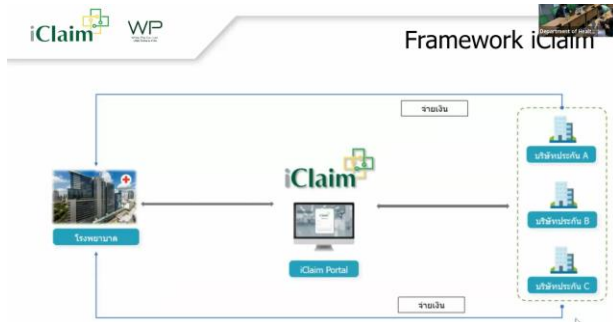 iClaim
WP
Framework iClaim
Department of Healt...
จ่ายเงิน
บริษัทประกัน A
iClaim
บริษัทประกัน B
โรงพยาบาล
iClaim Portal
บริษัทประกัน C
จ่ายเงิน